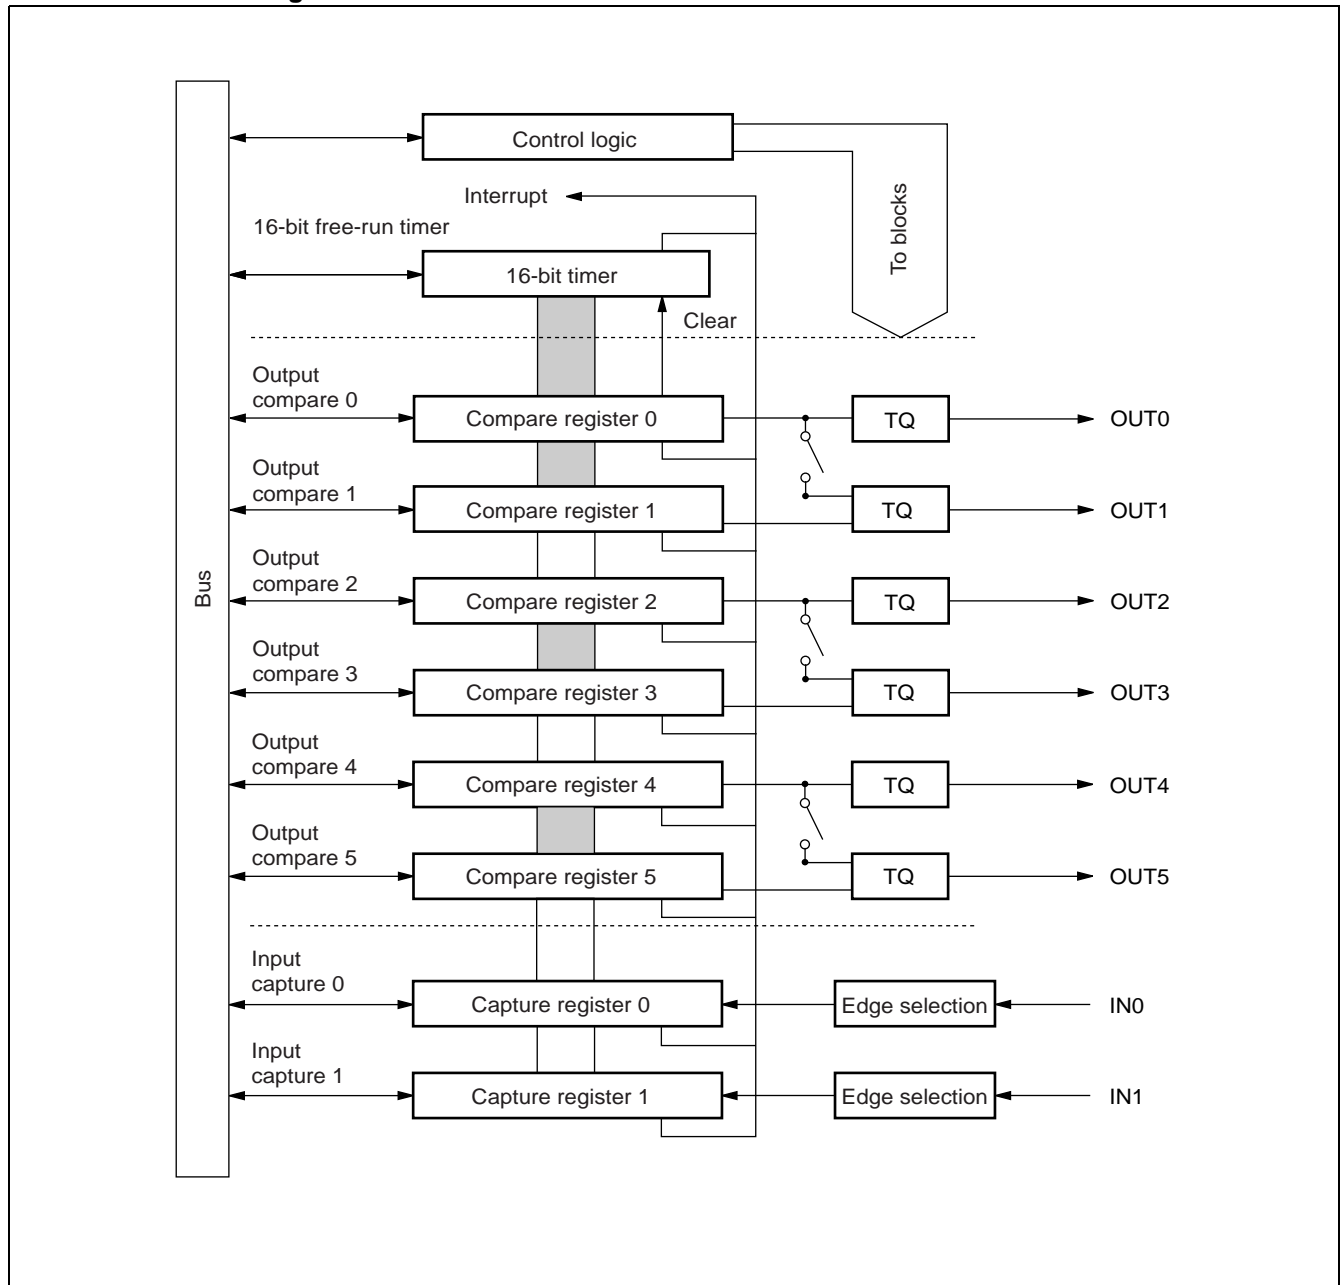 Control logic
Interrupt
To blocks
16-bit free-run timer
16-bit timer
Clear
Bus
Output
compare 0
Compare register 0
TQ
OUT0
Output
compare 1
Compare register 1
TQ
OUT1
Output
compare 2
Compare register 2
TQ
OUT2
Output
compare 3
Compare register 3
TQ
OUT3
Output
compare 4
Compare register 4
TQ
OUT4
Output
compare 5
Compare register 5
TQ
OUT5
Input
capture 0
Capture register 0
Edge selection
IN0
Input
capture 1
Capture register 1
Edge selection
IN1